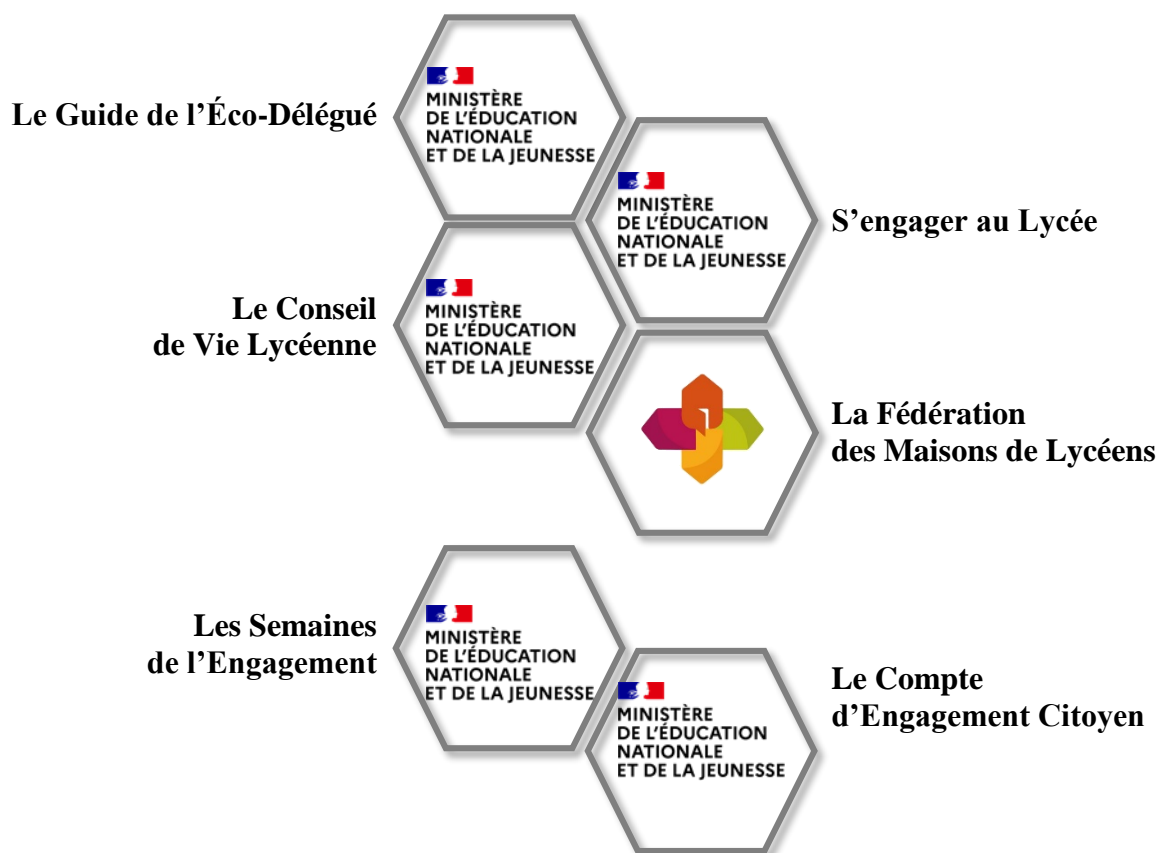 Le Guide de l’Éco-Délégué
MINISTÈRE
DE L’ÉDUCATION
NATIONALE
ET DE LA JEUNESSE
MINISTÈRE
DE L’ÉDUCATION
NATIONALE
ET DE LA JEUNESSE
S’engager au Lycée
Le Conseil
de Vie Lycéenne
MINISTÈRE
DE L’ÉDUCATION
NATIONALE
ET DE LA JEUNESSE
La Fédération
des Maisons de Lycéens
Les Semaines
de l’Engagement
MINISTÈRE
DE L’ÉDUCATION
NATIONALE
ET DE LA JEUNESSE
MINISTÈRE
DE L’ÉDUCATION
NATIONALE
ET DE LA JEUNESSE
Le Compte
d’Engagement Citoyen